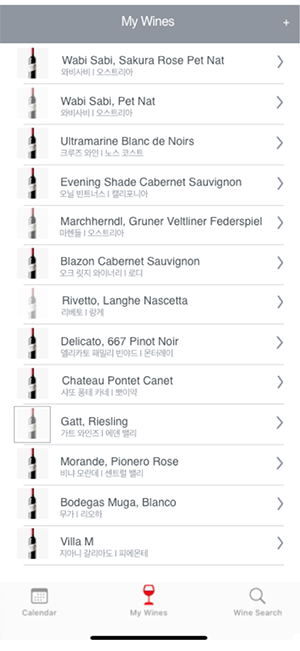 My Wines
+
Wabi Sabi, Sakura Rose Pet Nat
와비사비 I 오스트리아
Wabi Sabi, Pet Nat
와비사비 I 오스트리아
Ultramarine Blanc de Noirs
크루즈 와인 I 노스 코스트
Evening Shade Cabernet Sauvignon
오닐 빈트너스 I 캘리포니아
Marchherndl, Gruner Veltliner Federspiel
마헨들 I 오스트리아
Blazon Cabernet Sauvignon
오크 릿지 와이너리 I 로디
Rivetto, Langhe Nascetta
리베토 I 랑게
Delicato, 667 Pinot Noir
델리카토 패밀리 빈야드 I 몬터레이
Chateau Pontet Canet
샤또 퐁테 카네 I 뽀이약
Gatt, Riesling
가트 와인즈 I 에덴 밸리
Morande, Pionero Rose
비냐 모란데 I 센트럴 밸리
Bodegas Muga, Blanco
무가 I 리오하
Villa M
지아니 갈리아도 I 피에몬테
Calendar
My Wines
Wine Search